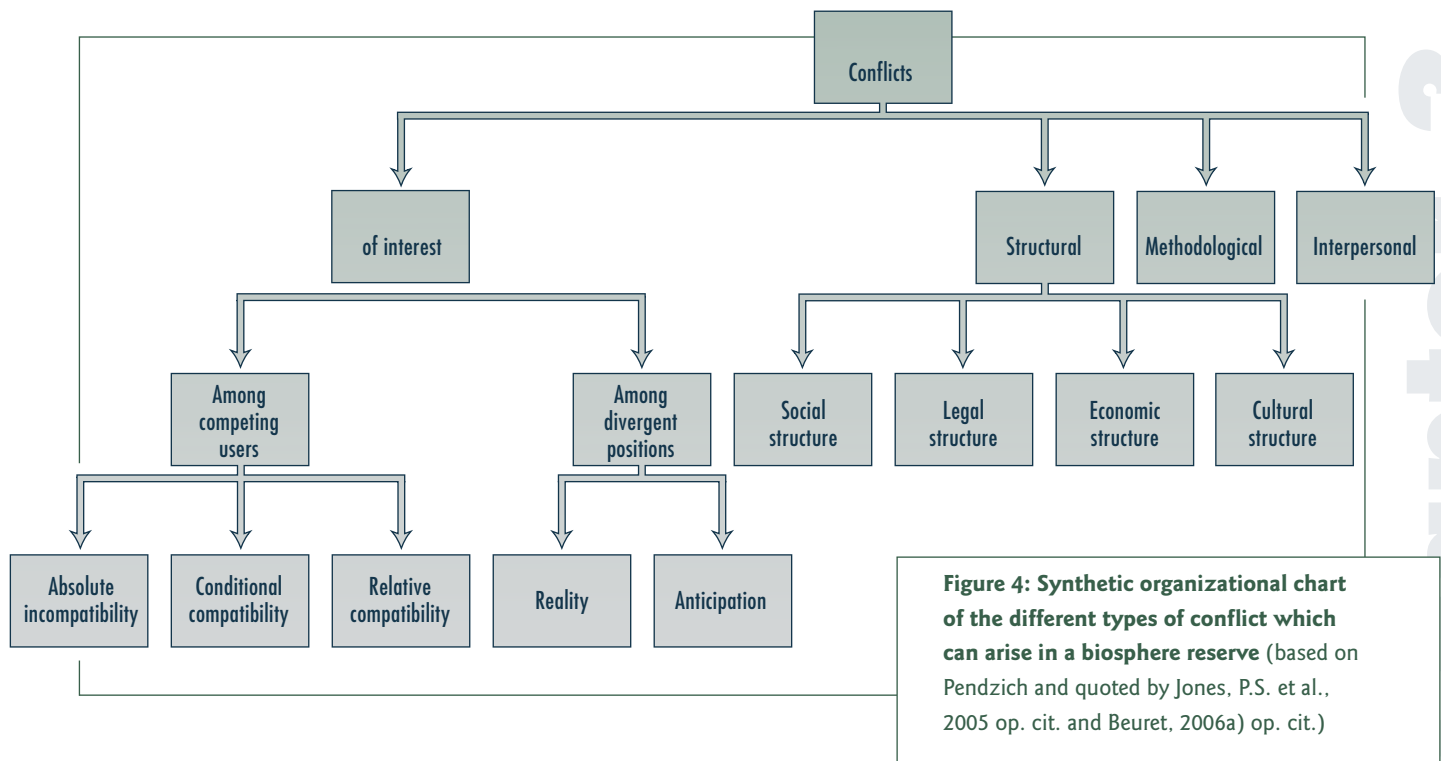 Conflicts
of interest
Structural
Methodological
Interpersonal
Among
competing
users
Among
divergent
positions
Social
structure
Legal
structure
Economic
structure
Cultural
structure
Absolute
incompatibility
Conditional
compatibility
Relative
compatibility
Reality
Anticipation
Figure 4: Synthetic organizational chart
of the different types of conflict which
can arise in a biosphere reserve (based on
Pendzich and quoted by Jones, P.S. et al.,
2005 op. cit. and Beuret, 2006a) op. cit.)